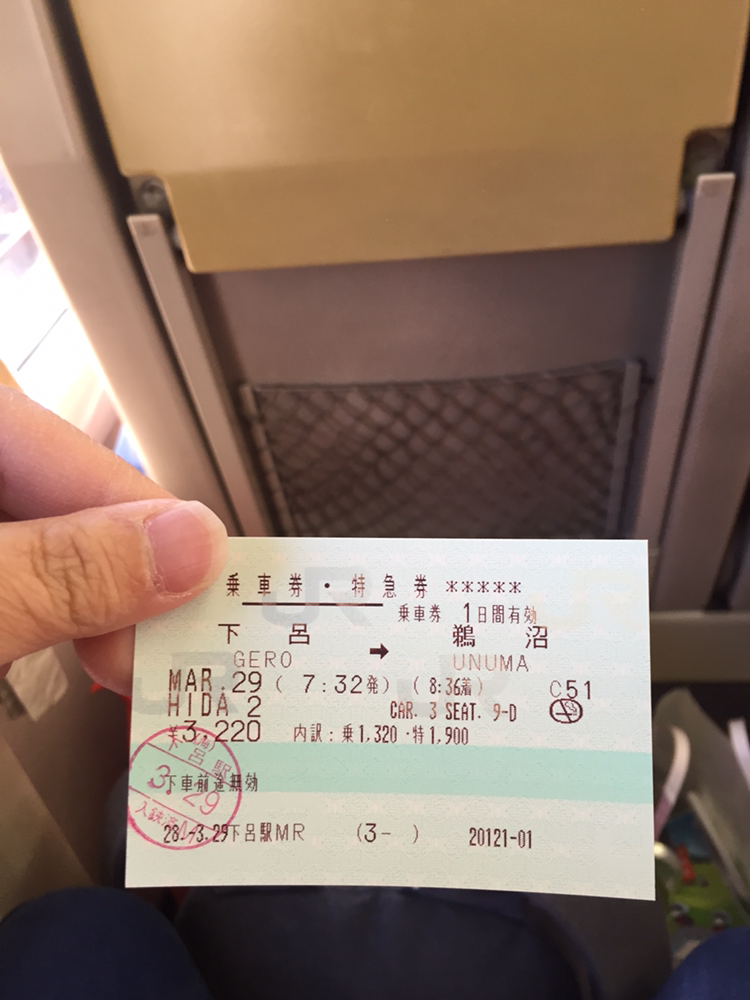 乗車券・特急券 *****
乗車券 1日間有効
下呂 → 鵜沼
GERO UNUMA
MAR.29 ( 7:32発) ( 8:36着) C51
HIDA 2 CAR. 3 SEAT. 9-D
¥3,220 内訳:乗1,320・特1,900
下車前途無効
3.29
28.-3.29下呂駅MR (3- ) 20121-01
JR